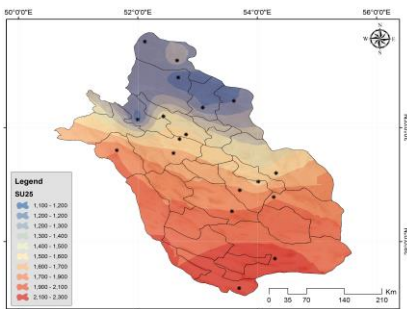 50°0'0"E 52°0'0"E 54°0'0"E 56°0'0"E
N
W E
S
Legend
SU25
1,100 - 1,200
1,200 - 1,200
1,200 - 1,300
1,300 - 1,400
1,400 - 1,500
1,500 - 1,600
1,600 - 1,700
1,700 - 1,900
1,900 - 2,100
2,100 - 2,300
Km
0 35 70 140 210